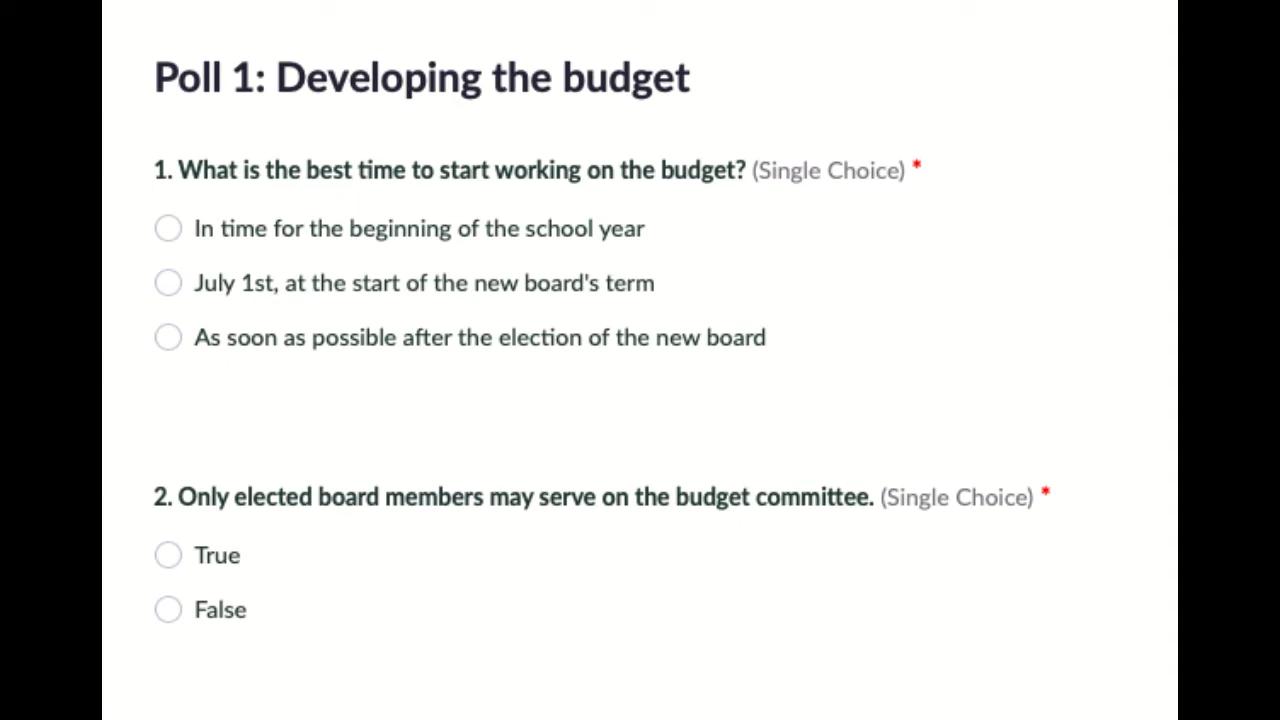 Poll 1: Developing the budget
1. What is the best time to start working on the budget? (Single Choice) *
In time for the beginning of the school year
July 1st, at the start of the new board's term
As soon as possible after the election of the new board
2. Only elected board members may serve on the budget committee. (Single Choice) *
True
False